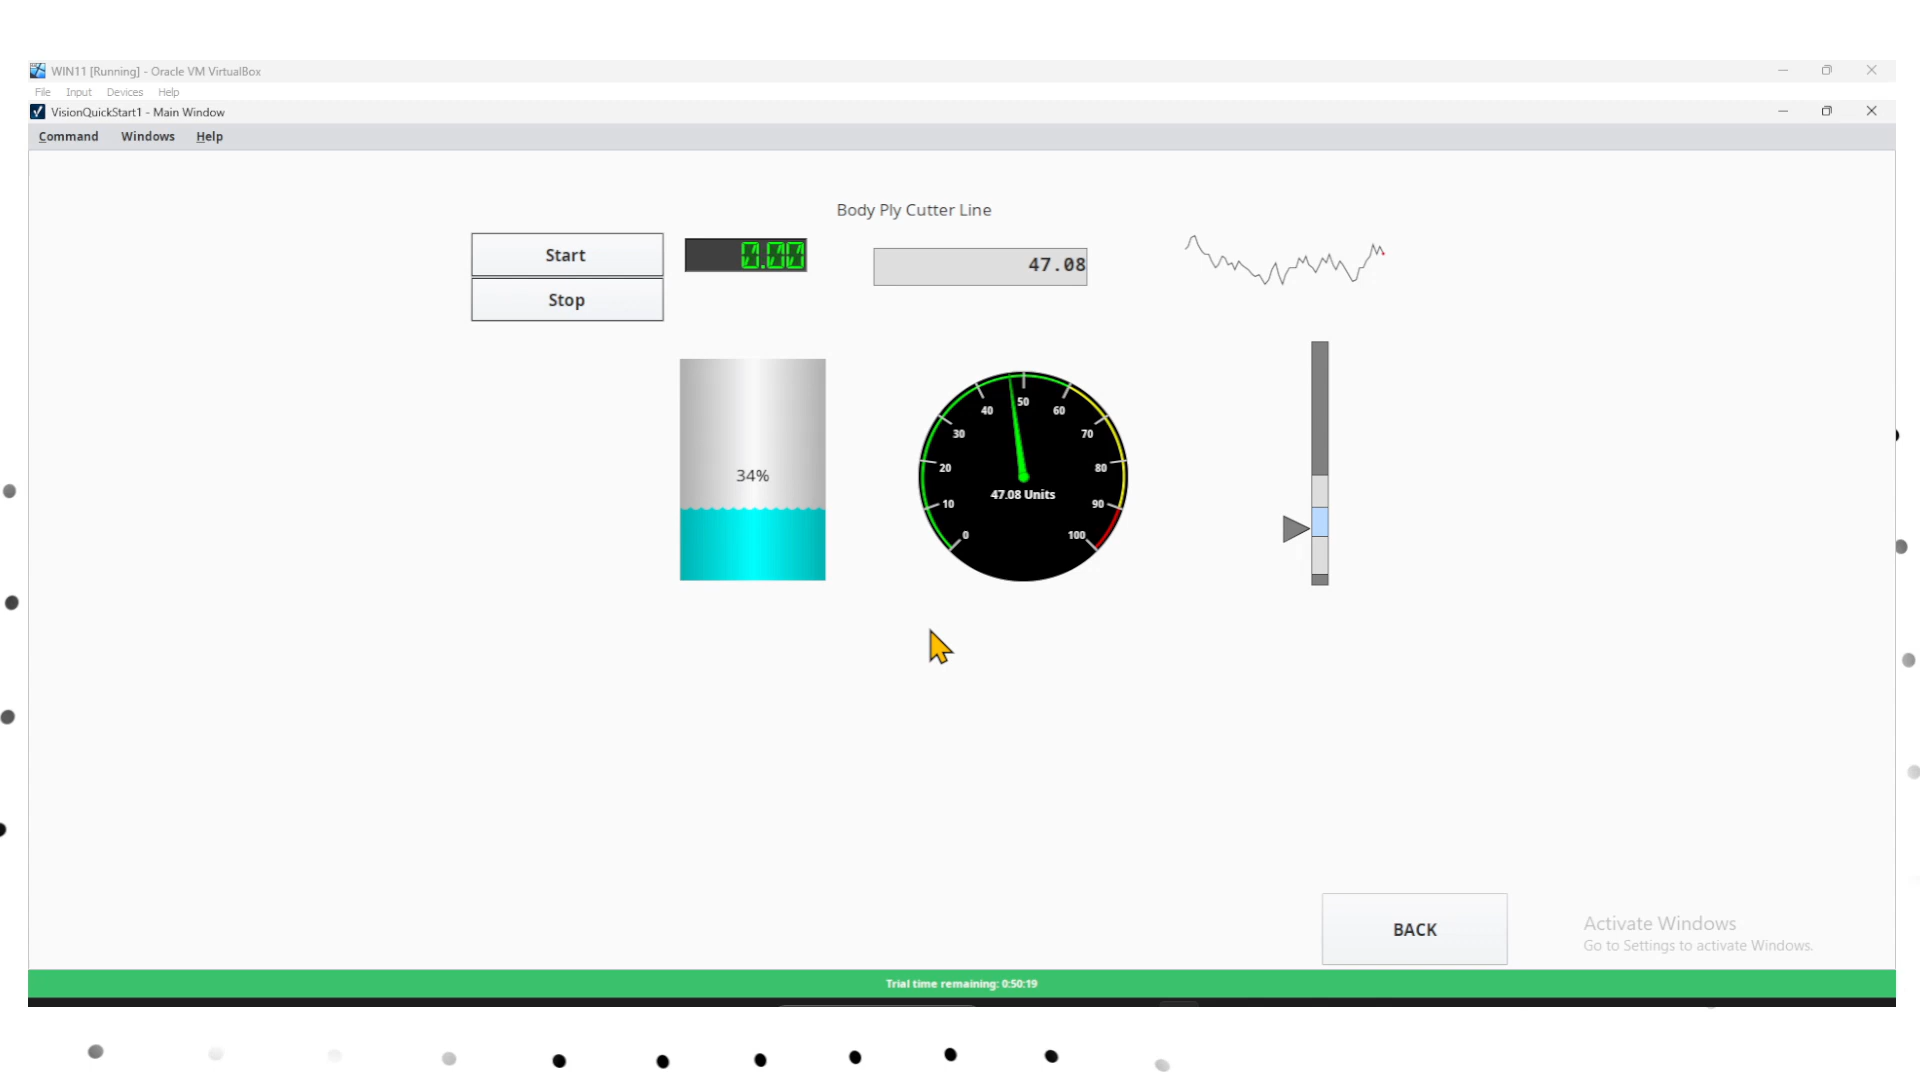 WIN11 [Running] - Oracle VM VirtualBox
File Input Devices Help
VisionQuickStart1 - Main Window
Command Windows Help
Body Ply Cutter Line
Start
0.00
47.08
Stop
34%
0
10
20
30
40
50
60
70
80
90
100
47.08 Units
BACK
Activate Windows
Go to Settings to activate Windows.
Trial time remaining: 0:50:19